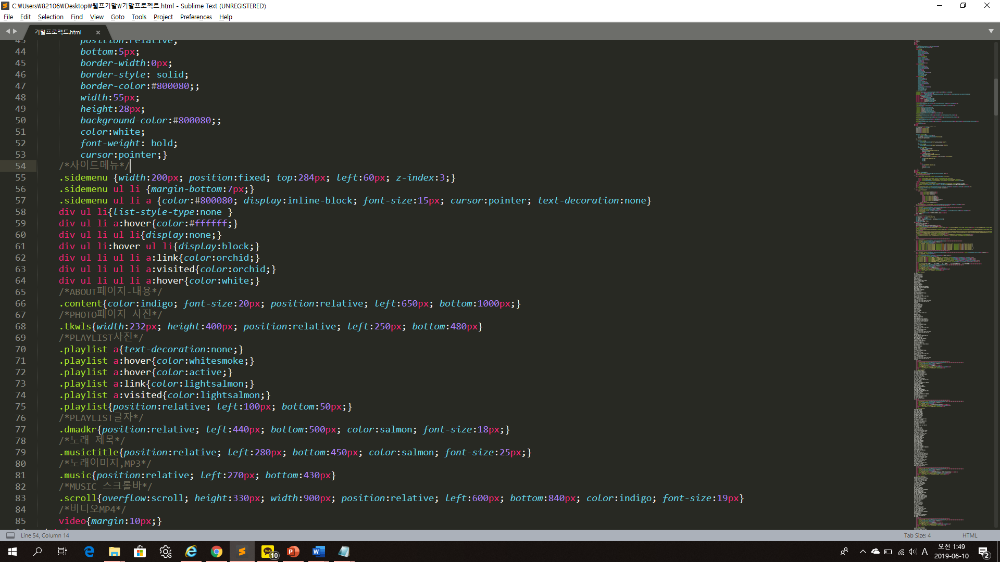 C:\Users\82106\Desktop\웹프기말\기말프로젝트.html - Sublime Text (UNREGISTERED)
File Edit Selection Find View Goto Tools Project Preferences Help
기말프로젝트.html
43 position:relative;
44 bottom:5px;
45 border-width:0px;
46 border-style: solid;
47 border-color:#800080;;
48 width:55px;
49 height:28px;
50 background-color:#800080;;
51 color:white;
52 font-weight: bold;
53 cursor:pointer;}
54 /*사이드메뉴*/
55 .sidemenu {width:200px; position:fixed; top:284px; left:60px; z-index:3;}
56 .sidemenu ul li {margin-bottom:7px;}
57 .sidemenu ul li a {color:#800080; display:inline-block; font-size:15px; cursor:pointer; text-decoration:none}
58 div ul li{list-style-type:none }
59 div ul li a:hover{color:#ffffff;}
60 div ul li ul li{display:none;}
61 div ul li:hover ul li{display:block;}
62 div ul li ul li a:link{color:orchid;}
63 div ul li ul li a:visited{color:orchid;}
64 div ul li ul li a:hover{color:white;}
65 /*ABOUT페이지-내용*/
66 .content{color:indigo; font-size:20px; position:relative; left:650px; bottom:1000px;}
67 /*PHOTO페이지 사진*/
68 .tkwls{width:232px; height:400px; position:relative; left:250px; bottom:480px}
69 /*PLAYLIST사진*/
70 .playlist a{text-decoration:none;}
71 .playlist a:hover{color:whitesmoke;}
72 .playlist a:hover{color:active;}
73 .playlist a:link{color:lightsalmon;}
74 .playlist a:visited{color:lightsalmon;}
75 .playlist{position:relative; left:100px; bottom:50px;}
76 /*PLAYLIST글자*/
77 .dmadkr{position:relative; left:440px; bottom:500px; color:salmon; font-size:18px;}
78 /*노래 제목*/
79 .musictitle{position:relative; left:280px; bottom:450px; color:salmon; font-size:25px;}
80 /*노래이미지,MP3*/
81 .music{position:relative; left:270px; bottom:430px}
82 /*MUSIC 스크롤바*/
83 .scroll{overflow:scroll; height:330px; width:900px; position:relative; left:600px; bottom:840px; color:indigo; font-size:19px}
84 /*비디오MP4*/
85 video{margin:10px;}
Line 54, Column 14
Tab Size: 4
HTML
TALK
10
A
오전 1:49
2019-06-10
2